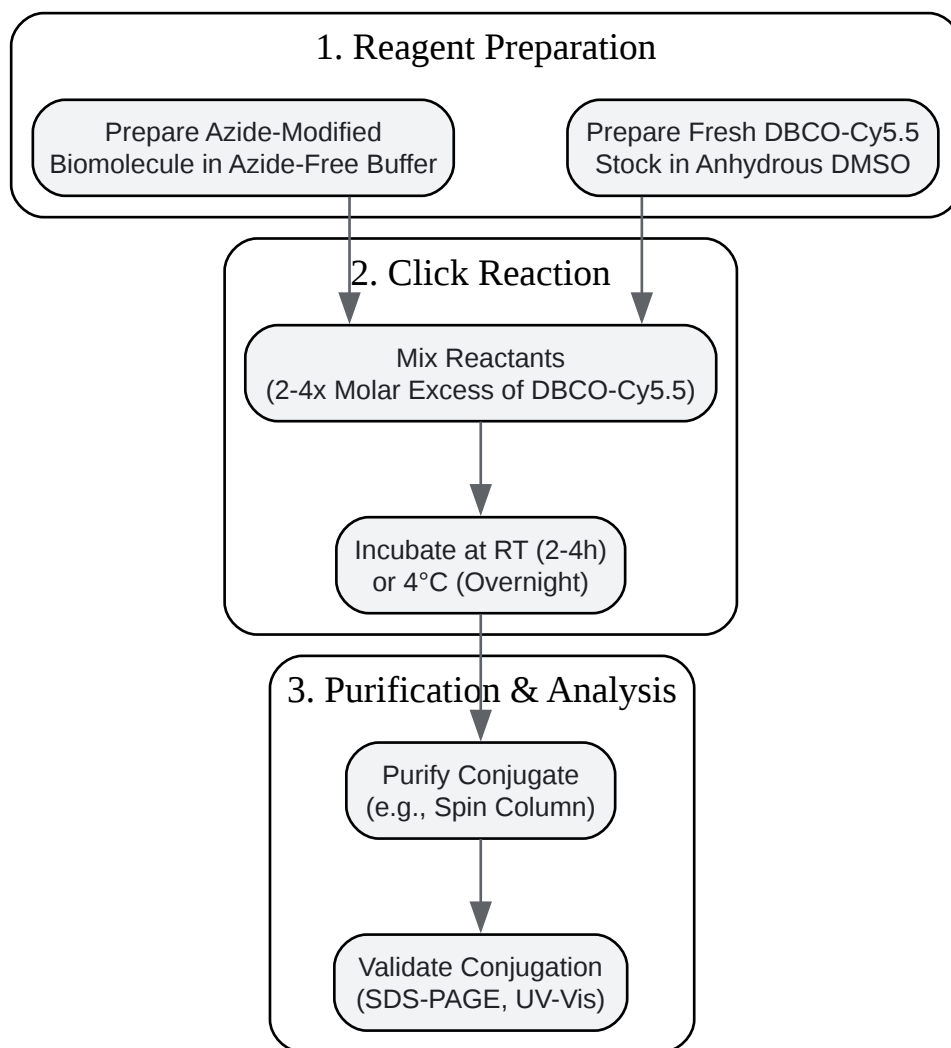 1. Reagent Preparation
Prepare Azide-Modified
Biomolecule in Azide-Free Buffer
Prepare Fresh DBCO-Cy5.5
Stock in Anhydrous DMSO
2. Click Reaction
Mix Reactants
(2-4x Molar Excess of DBCO-Cy5.5)
Incubate at RT (2-4h)
or 4°C (Overnight)
3. Purification & Analysis
Purify Conjugate
(e.g., Spin Column)
Validate Conjugation
(SDS-PAGE, UV-Vis)